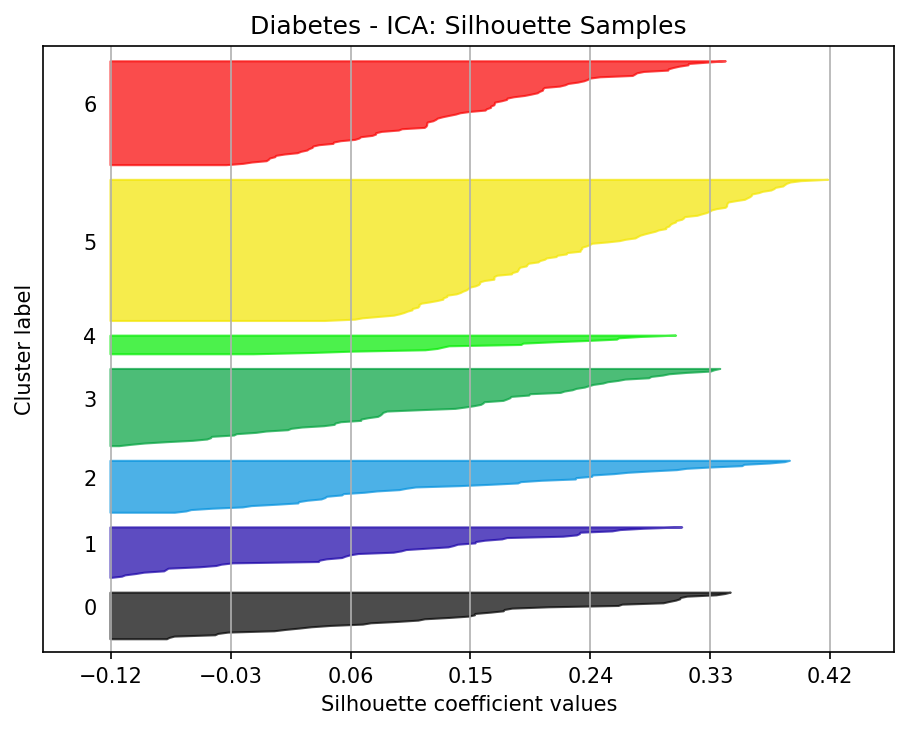 Diabetes - ICA: Silhouette Samples
6
5
4
3
2
1
0
Cluster label
−0.12 −0.03 0.06 0.15 0.24 0.33 0.42
Silhouette coefficient values